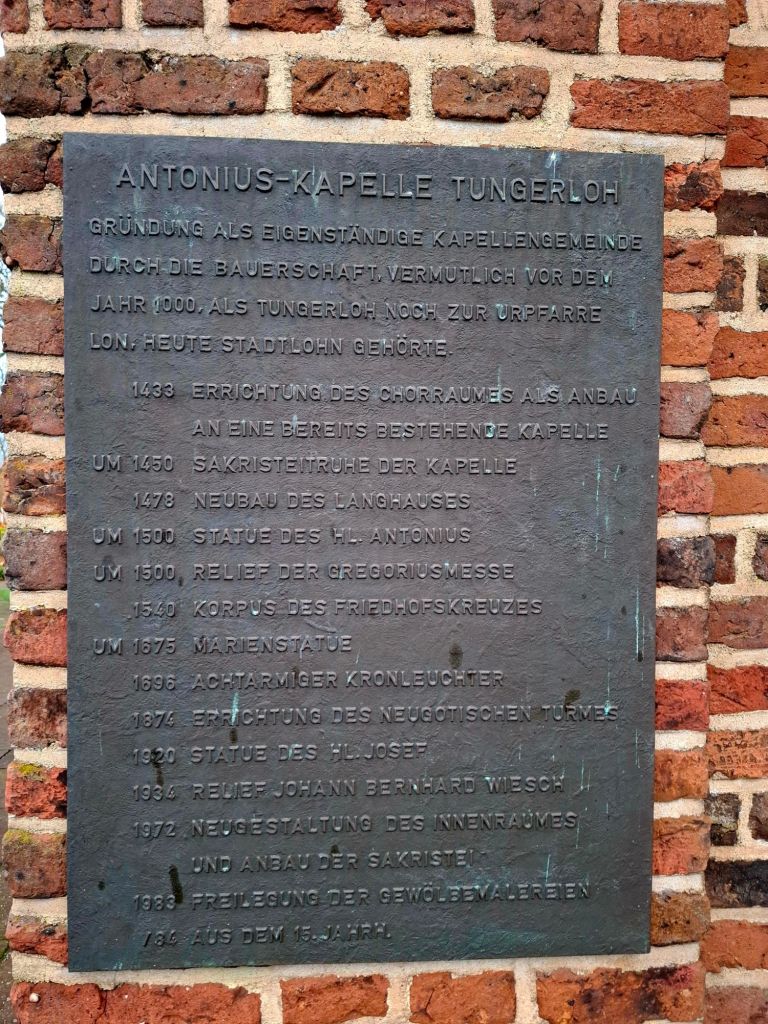 ANTONIUS-KAPELLE TUNGERLOH
GRÜNDUNG ALS EIGENSTÄNDIGE KAPELLENGEMEINDE
DURCH DIE BAUERSCHAFT, VERMUTLICH VOR DEM
JAHR 1000, ALS TUNGERLOH NOCH ZUR URPFARRE
LON, HEUTE STADTLOHN GEHÖRTE.
1433 ERRICHTUNG DES CHORRAUMES ALS ANBAU
AN EINE BEREITS BESTEHENDE KAPELLE
UM 1450 SAKRISTEITRUHE DER KAPELLE
1478 NEUBAU DES LANGHAUSES
UM 1500 STATUE DES HL. ANTONIUS
UM 1500 RELIEF DER GREGORIUSMESSE
1540 KORPUS DES FRIEDHOFSKREUZES
UM 1675 MARIENSTATUE
1696 ACHTARMIGER KRONLEUCHTER
1874 ERRICHTUNG DES NEUGOTISCHEN TURMES
1920 STATUE DES HL. JOSEF
1934 RELIEF JOHANN BERNHARD WIESCH
1972 NEUGESTALTUNG DES INNENRAUMES
UND ANBAU DER SAKRISTEI
1983 FREILEGUNG DER GEWÖLBEMALEREIEN
/84 AUS DEM 15. JAHRH.